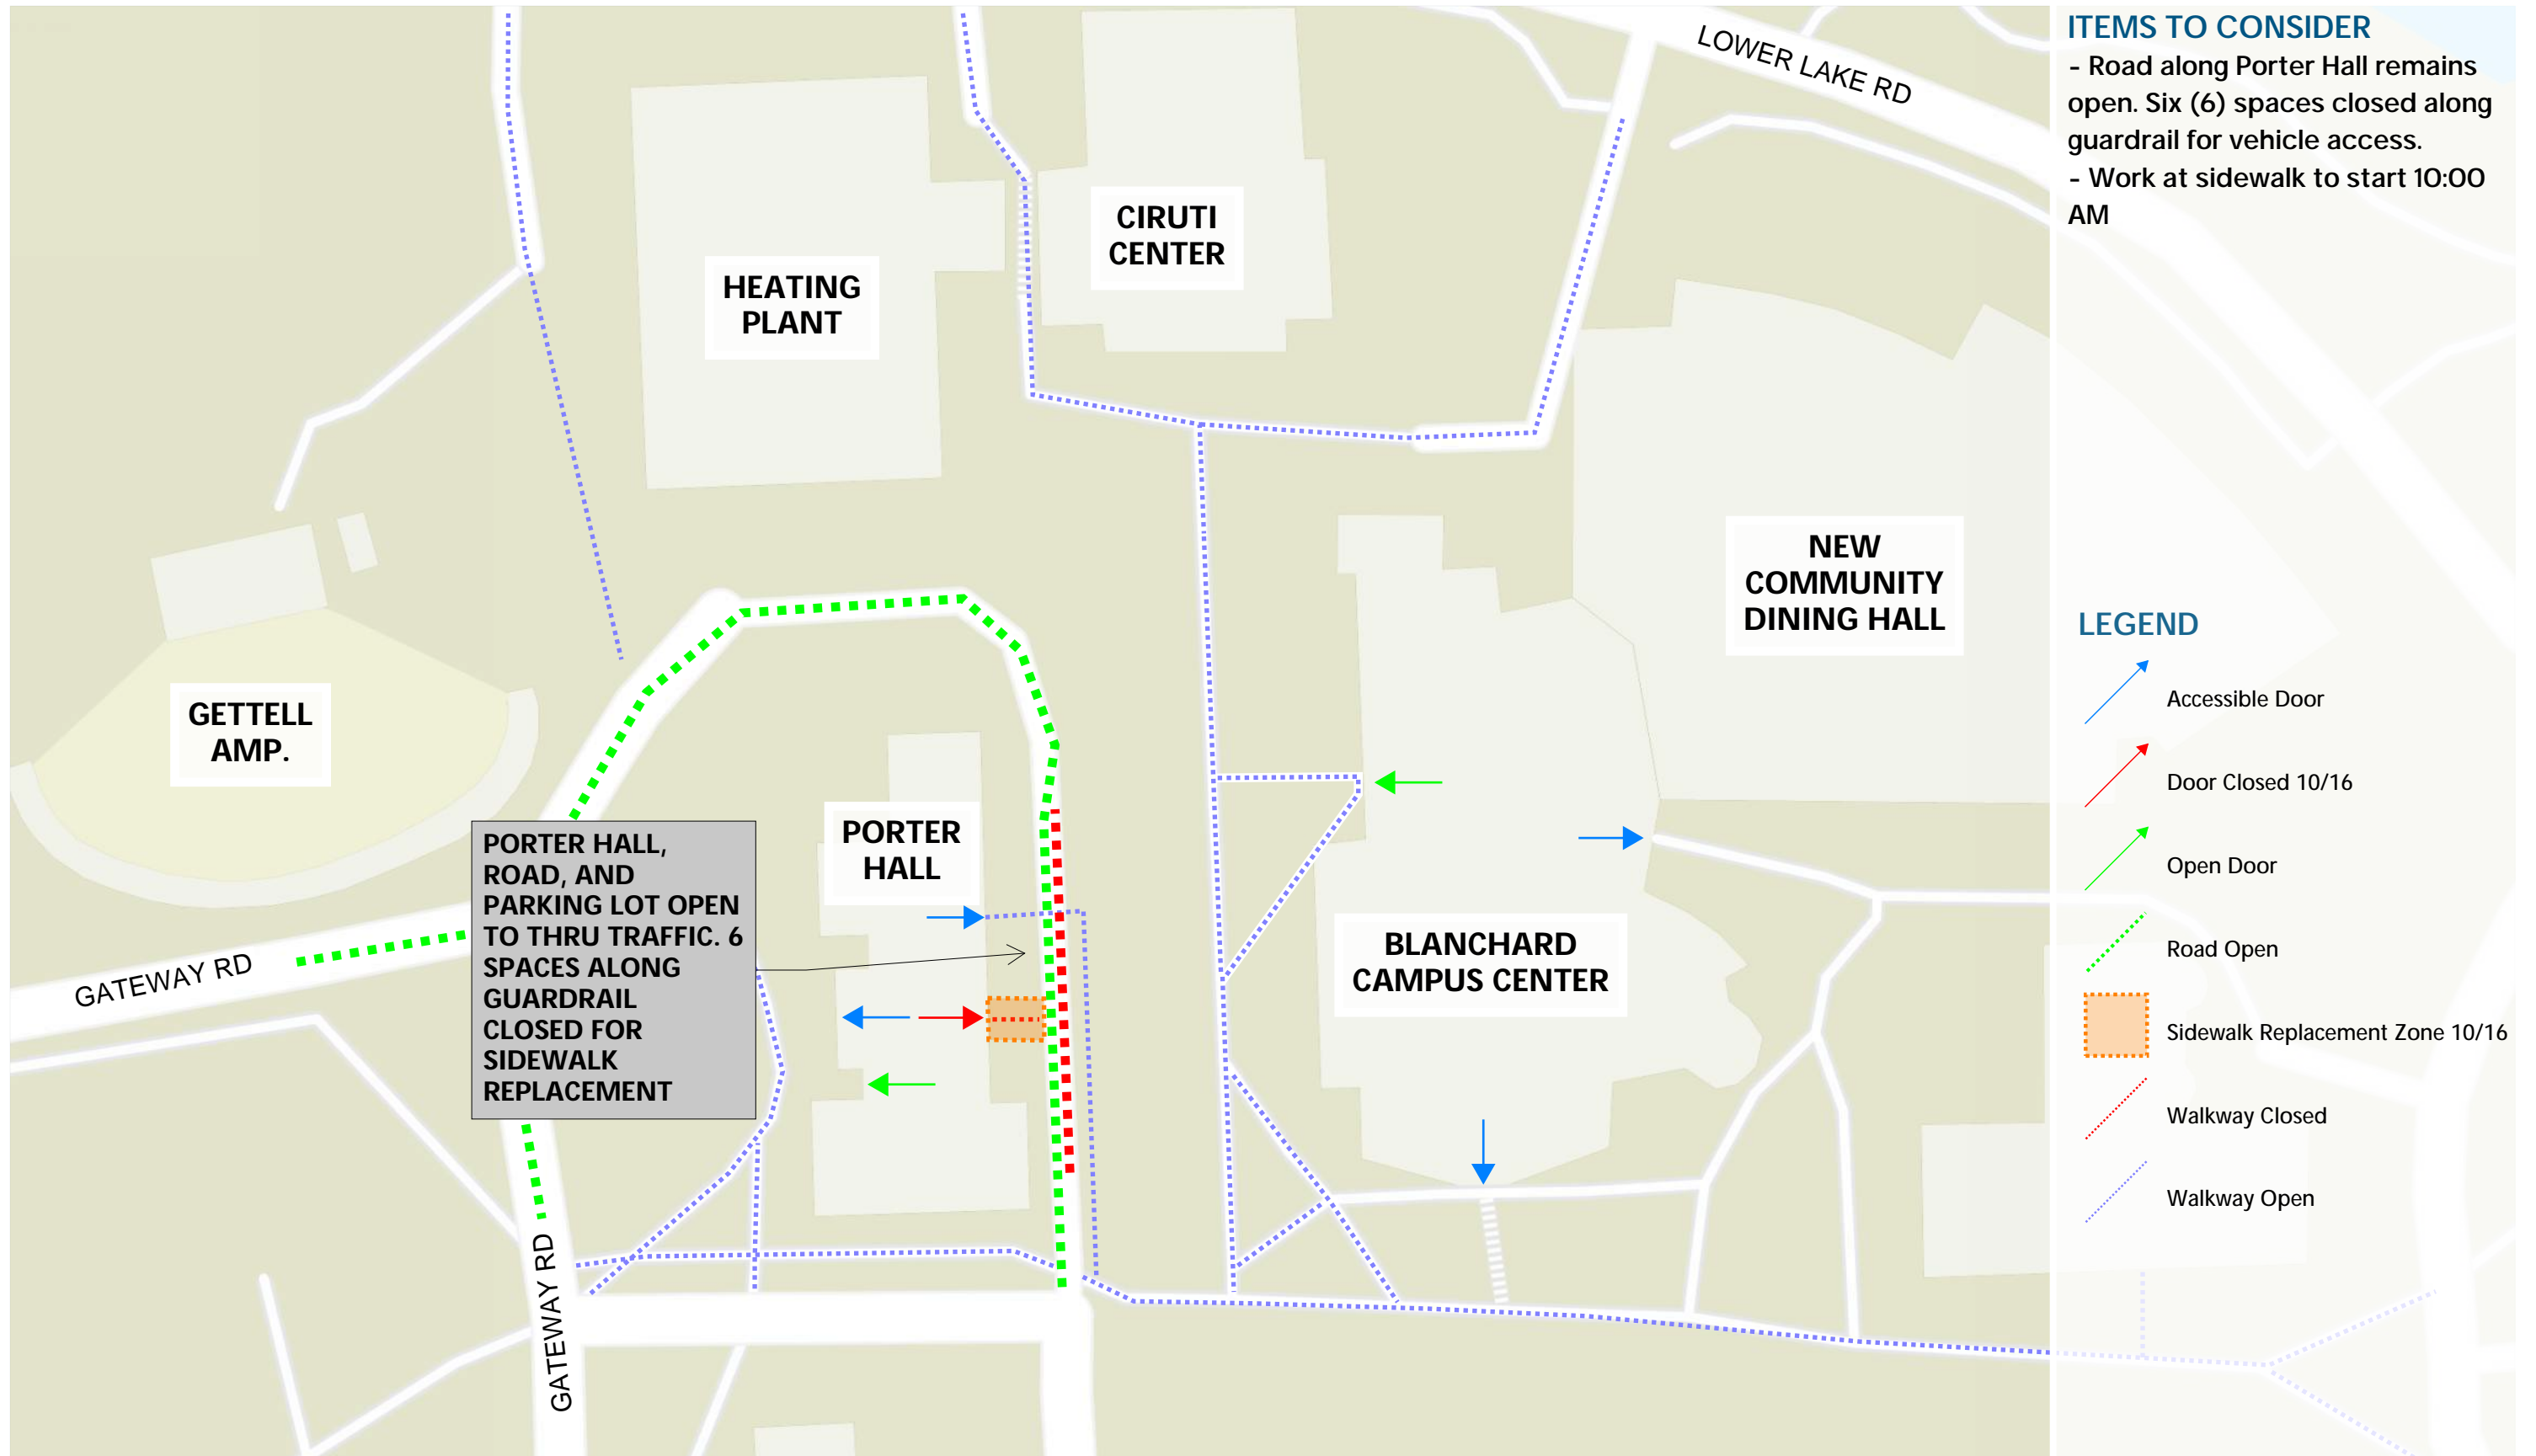 ITEMS TO CONSIDER
- Road along Porter Hall remains
open. Six (6) spaces closed along
guardrail for vehicle access.
- Work at sidewalk to start 10:00
AM
LOWER LAKE RD
CIRUTI
CENTER
HEATING
PLANT
NEW
COMMUNITY
DINING HALL
GETTELL
AMP.
PORTER
HALL
PORTER HALL,
ROAD, AND
PARKING LOT OPEN
TO THRU TRAFFIC. 6
SPACES ALONG
GUARDRAIL
CLOSED FOR
SIDEWALK
REPLACEMENT
BLANCHARD
CAMPUS CENTER
GATEWAY RD
GATEWAY RD
LEGEND
Accessible Door
Door Closed 10/16
Open Door
Road Open
Sidewalk Replacement Zone 10/16
Walkway Closed
Walkway Open